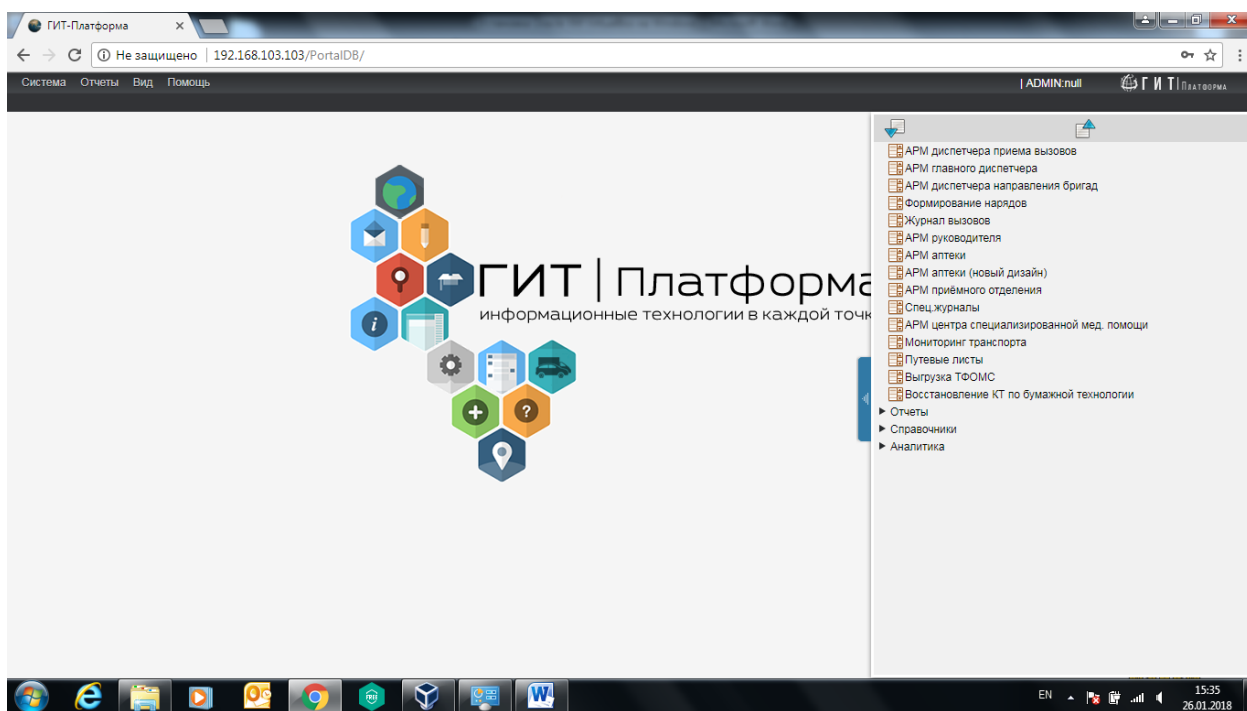 ГИТ-Платформа
Не защищено | 192.168.103.103/PortalDB/
Система Отчеты Вид Помощь
| ADMIN:null
ГИТ|ПЛАТФОРМА
АРМ диспетчера приема вызовов
АРМ главного диспетчера
АРМ диспетчера направления бригад
Формирование нарядов
Журнал вызовов
АРМ руководителя
АРМ аптеки
АРМ аптеки (новый дизайн)
АРМ приёмного отделения
Спец.журналы
АРМ центра специализированной мед. помощи
Мониторинг транспорта
Путевые листы
Выгрузка ТФОМС
Восстановление КТ по бумажной технологии
Отчеты
Справочники
Аналитика
ГИТ | Платформа
информационные технологии в каждой точк
EN
15:35
26.01.2018